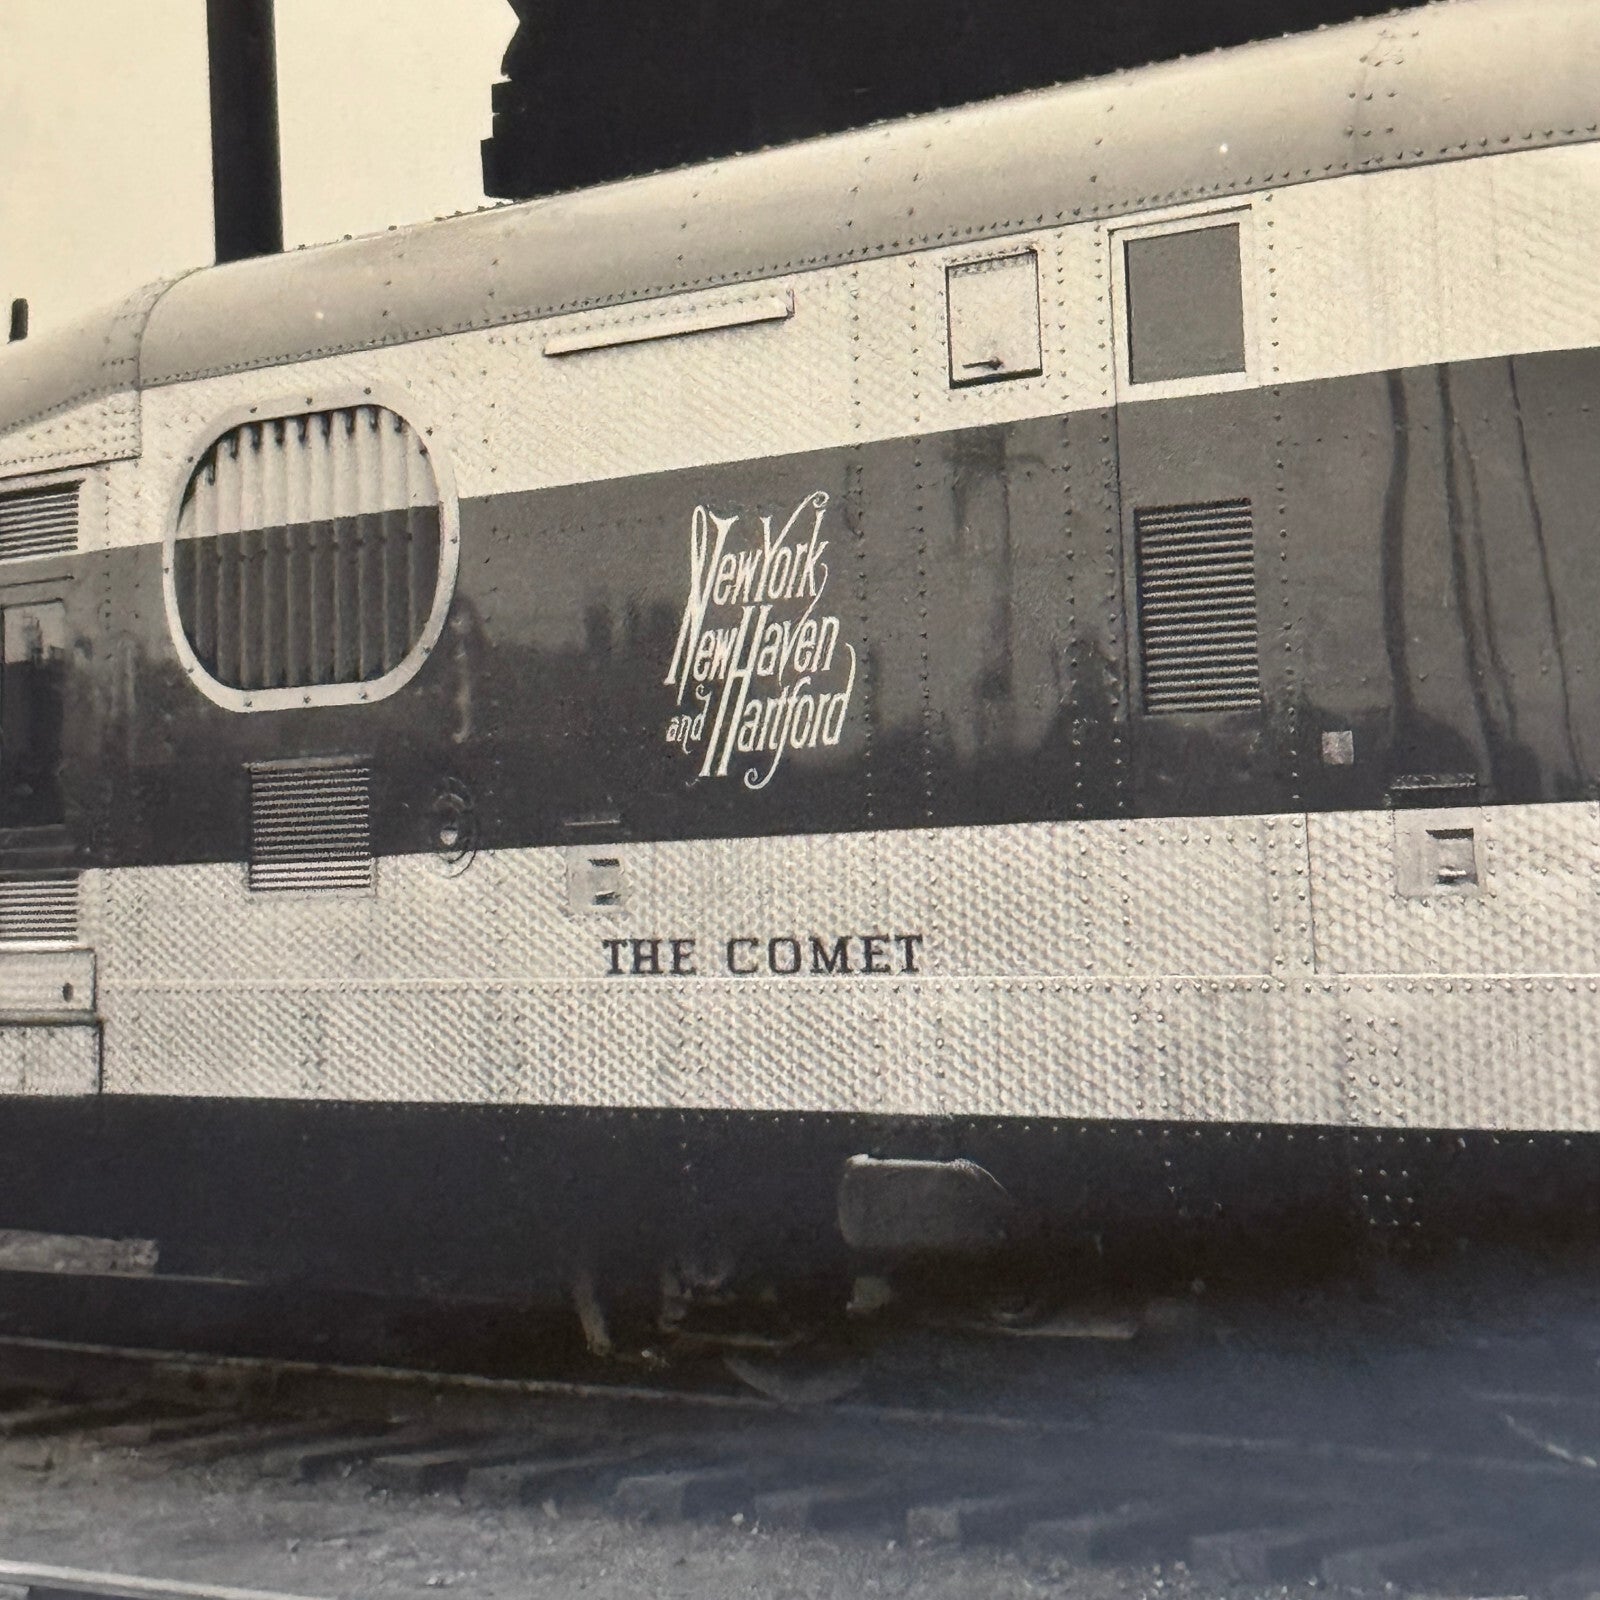 New York
New Haven
and Hartford
THE COMET